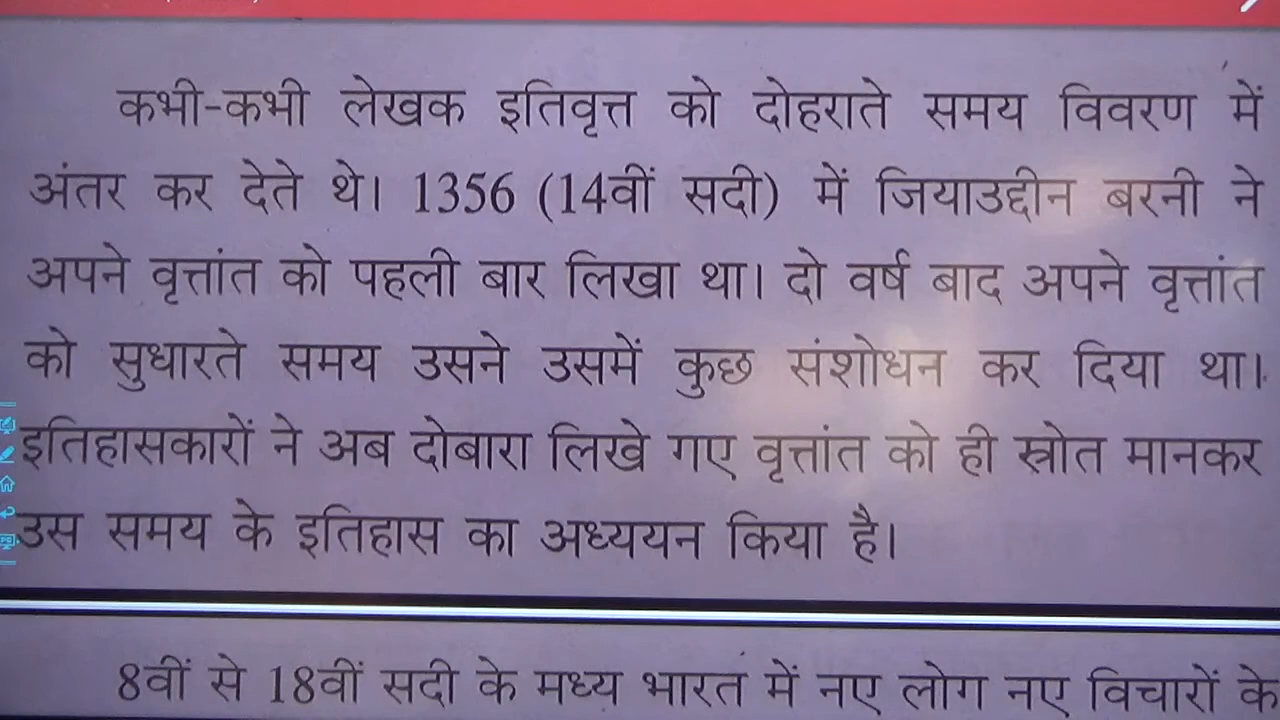 कभी-कभी लेखक इतिवृत्त को दोहराते समय विवरण में
अंतर कर देते थे। 1356 (14वीं सदी) में जियाउद्दीन बरनी ने
अपने वृत्तांत को पहली बार लिखा था। दो वर्ष बाद अपने वृत्तांत
को सुधारते समय उसने उसमें कुछ संशोधन कर दिया था।
इतिहासकारों ने अब दोबारा लिखे गए वृत्तांत को ही स्रोत मानकर
उस समय के इतिहास का अध्ययन किया है।
8वीं से 18वीं सदी के मध्य भारत में नए लोग नए विचारों के